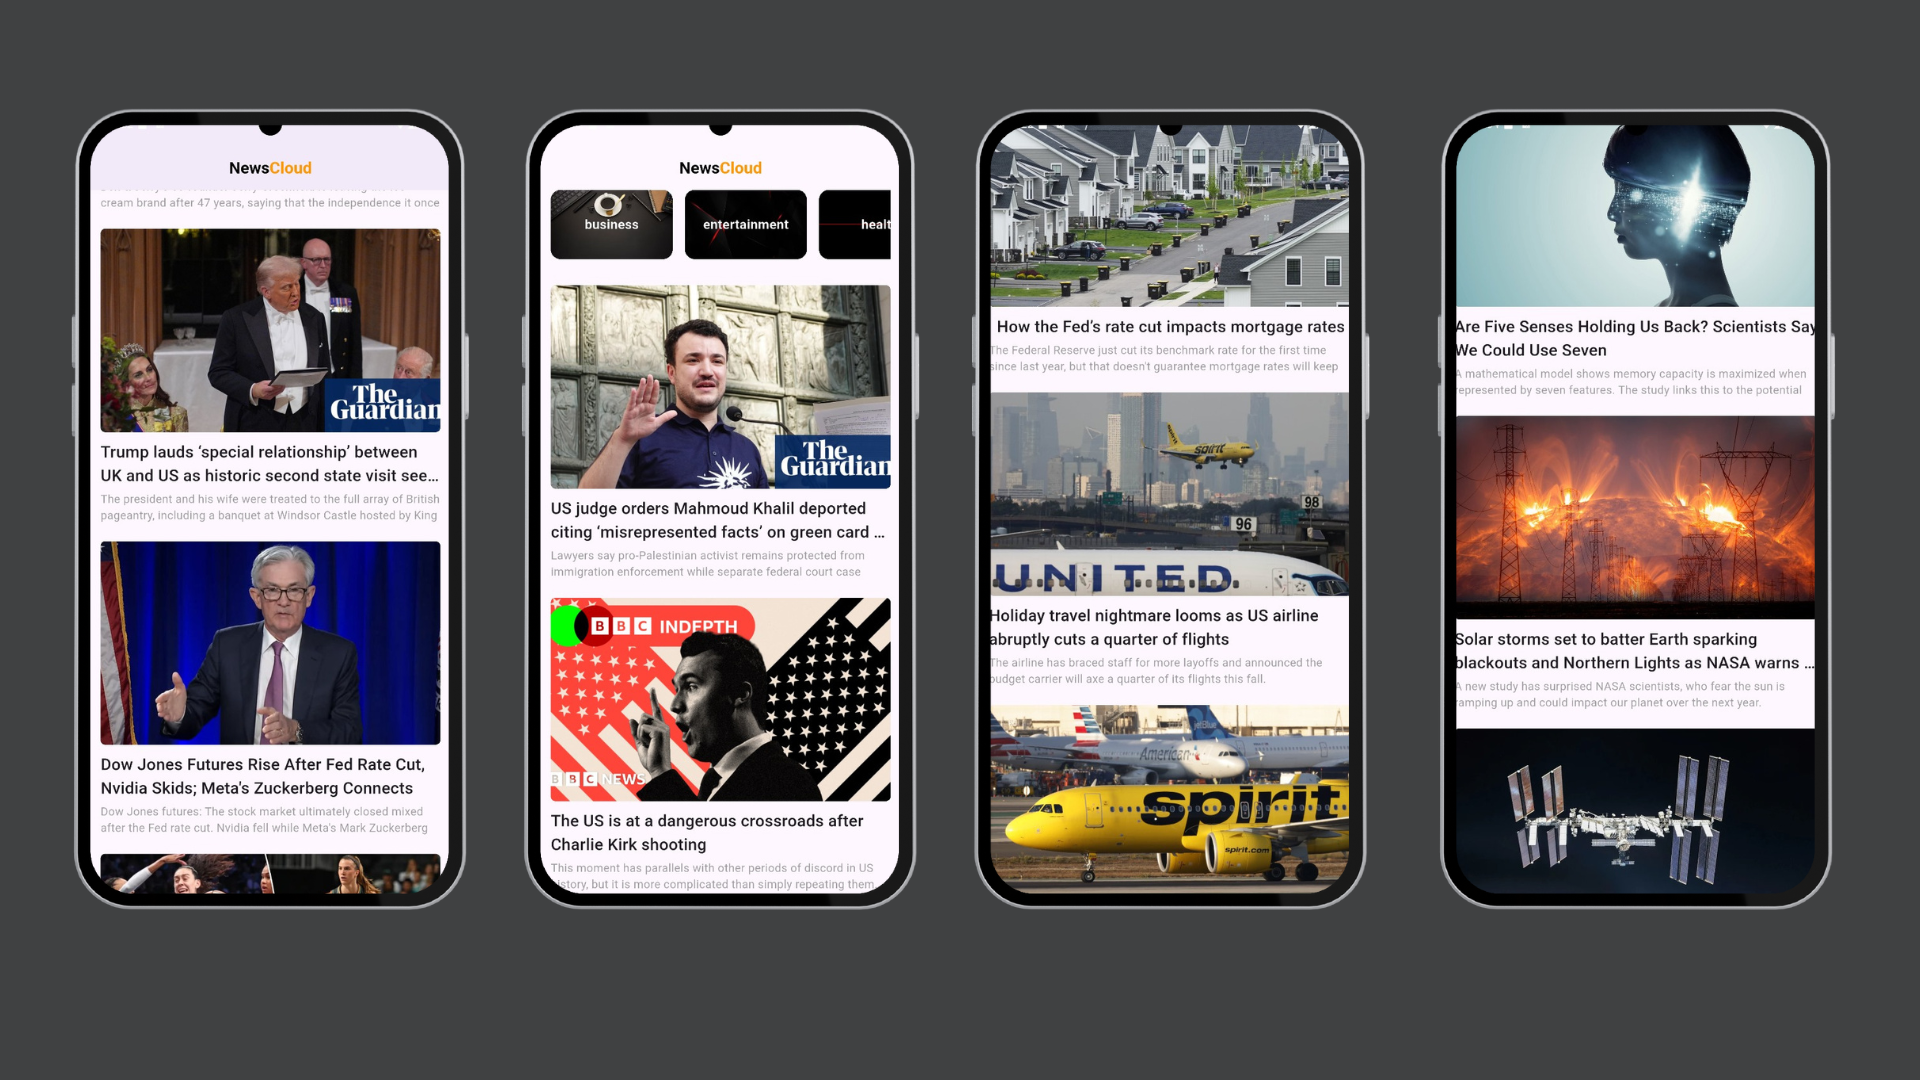 NewsCloud
cream brand after 47 years, saying that the independence it once
The
Guardian
Trump lauds ‘special relationship’ between
UK and US as historic second state visit see...
The president and his wife were treated to the full array of British
pageantry, including a banquet at Windsor Castle hosted by King
Dow Jones Futures Rise After Fed Rate Cut,
Nvidia Skids; Meta's Zuckerberg Connects
Dow Jones futures: The stock market ultimately closed mixed
after the Fed rate cut. Nvidia fell while Meta's Mark Zuckerberg
NewsCloud
business
entertainment
healt
The
Guardian
US judge orders Mahmoud Khalil deported
citing ‘misrepresented facts’ on green card ...
Lawyers say pro-Palestinian activist remains protected from
immigration enforcement while separate federal court case
BBC INDEPTH
BBC NEWS
The US is at a dangerous crossroads after
Charlie Kirk shooting
This moment has parallels with other periods of discord in US
history, but it is more complicated than simply repeating them
How the Fed’s rate cut impacts mortgage rates
The Federal Reserve just cut its benchmark rate for the first time
since last year, but that doesn't guarantee mortgage rates will keep
spirit
98
96
UNITED
Holiday travel nightmare looms as US airline
abruptly cuts a quarter of flights
The airline has braced staff for more layoffs and announced the
budget carrier will axe a quarter of its flights this fall.
jetBlue
American
spirit
spirit.com
Are Five Senses Holding Us Back? Scientists Say
We Could Use Seven
A mathematical model shows memory capacity is maximized when
represented by seven features. The study links this to the potential
Solar storms set to batter Earth sparking
blackouts and Northern Lights as NASA warns ...
A new study has surprised NASA scientists, who fear the sun is
ramping up and could impact our planet over the next year.